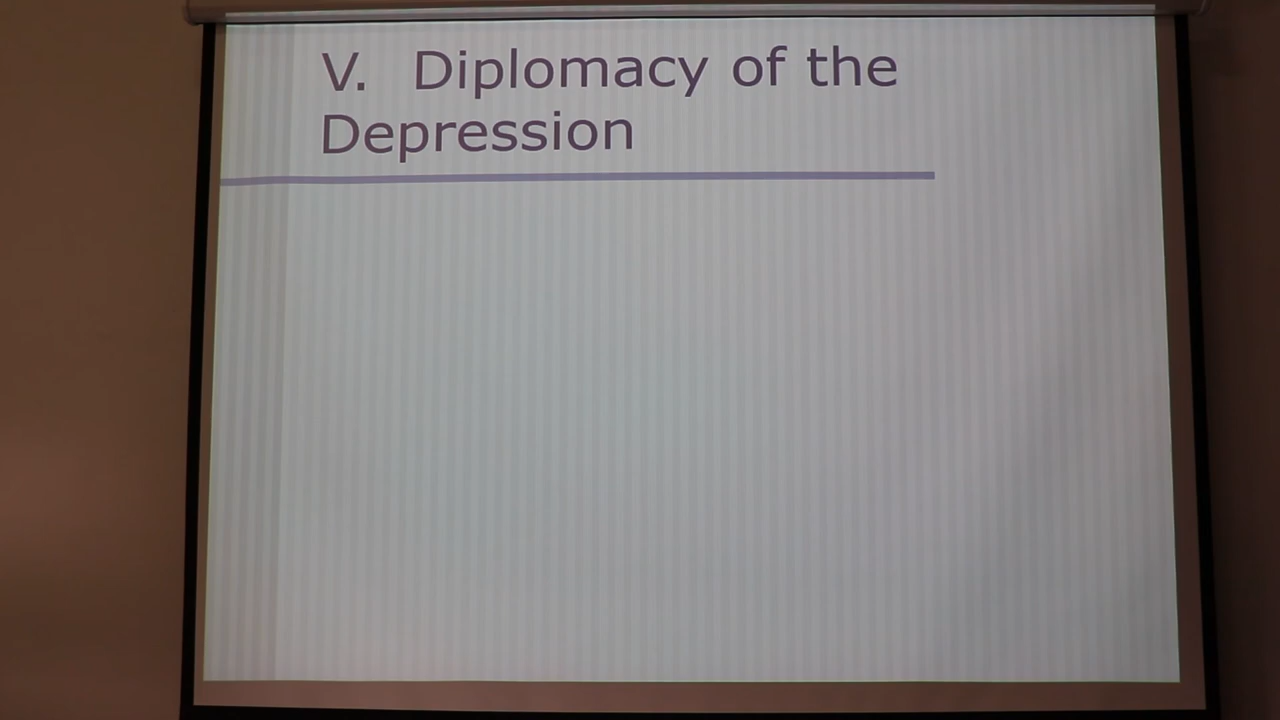 V. Diplomacy of the
Depression